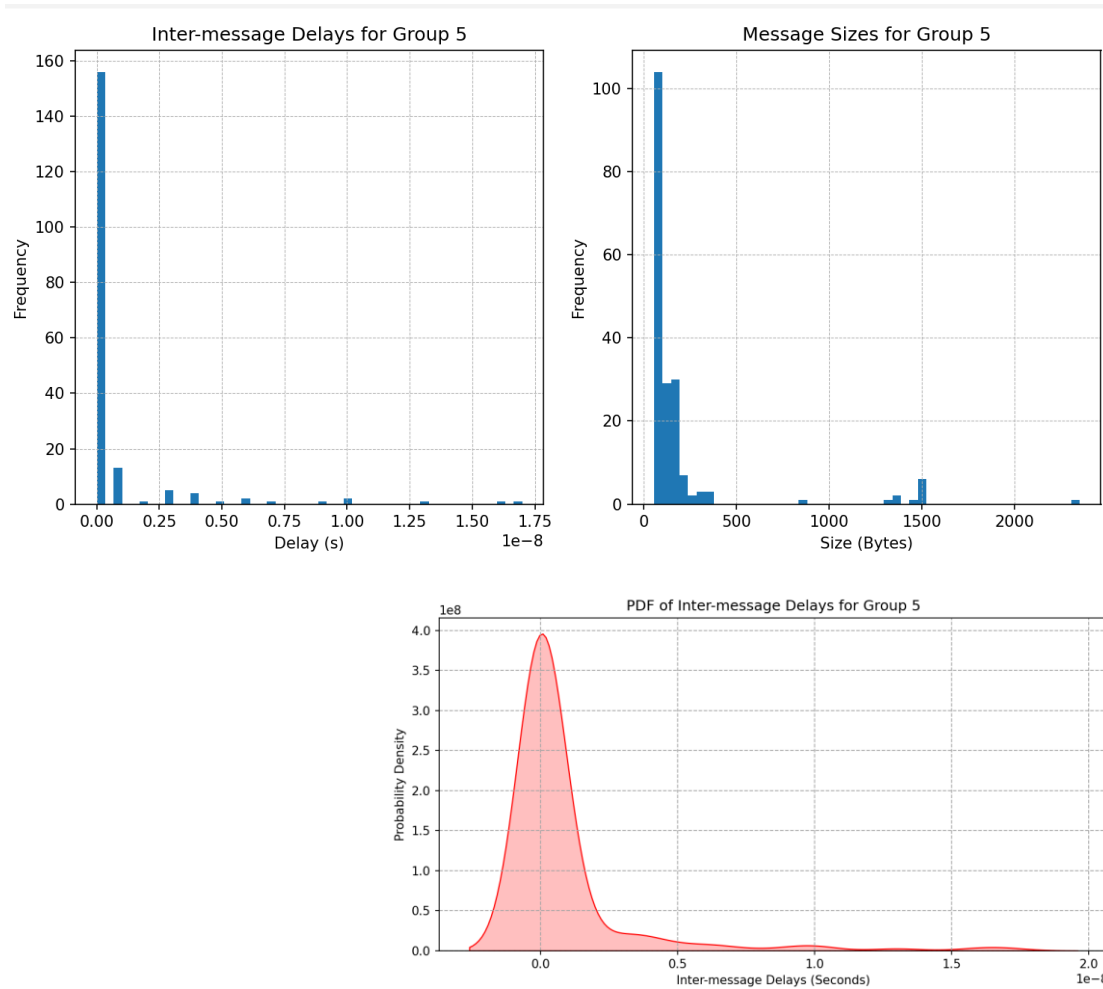 Inter-message Delays for Group 5
Frequency
160
140
120
100
80
60
40
20
0
0.00 0.25 0.50 0.75 1.00 1.25 1.50 1.75
1e−8
Delay (s)
Message Sizes for Group 5
Frequency
100
80
60
40
20
0
0 500 1000 1500 2000
Size (Bytes)
PDF of Inter-message Delays for Group 5
1e8
Probability Density
4.0
3.5
3.0
2.5
2.0
1.5
1.0
0.5
0.0
0.0 0.5 1.0 1.5 2.0
1e−8
Inter-message Delays (Seconds)